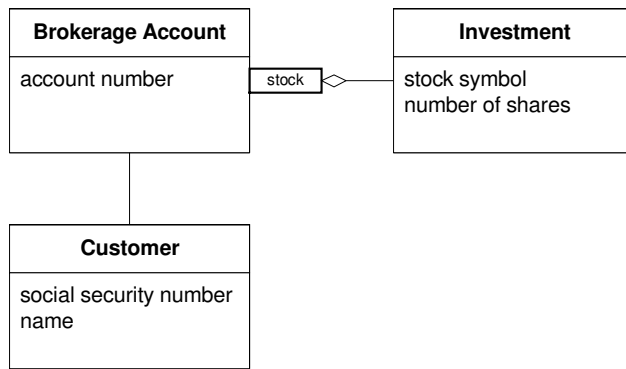 Brokerage Account
account number
stock
Investment
stock symbol
number of shares
Customer
social security number
name